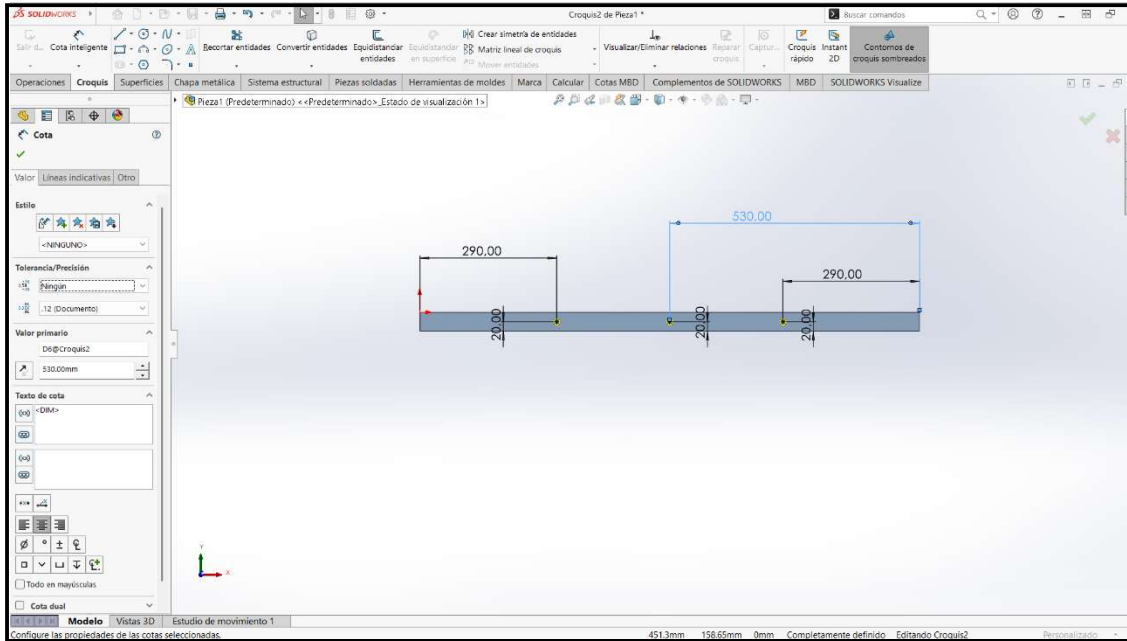 SOLIDWORKS
Croquis2 de Pieza1 *
Buscar comandos
Salir d... Cota inteligente Recortar entidades Convertir entidades Equidistanciar entidades Equidistanciar en superficie Crear simetría de entidades Matriz lineal de croquis Mover entidades Visualizar/Eliminar relaciones Reparar croquis Captur... Croquis rápido Instant 2D Contornos de croquis sombreados
Operaciones Croquis Superficies Chapa metálica Sistema estructural Piezas soldadas Herramientas de moldes Marca Calcular Cotas MBD Complementos de SOLIDWORKS MBD SOLIDWORKS Visualize
Pieza1 (Predeterminado) <<Predeterminado>_Estado de visualización 1>
Cota
Valor Líneas indicativas Otro
Estilo
<NINGUNO>
Tolerancia/Precisión
Ningún
.12 (Documento)
Valor primario
D6@Croquis2
530.00mm
Texto de cota
<DIM>
Todo en mayúsculas
Cota dual
530.00
290,00
290,00
20,00
20,00
20,00
Y
X
Modelo Vistas 3D Estudio de movimiento 1
Configure las propiedades de las cotas seleccionadas.
451.3mm 158.65mm 0mm Completamente definido Editando Croquis2 Personalizado